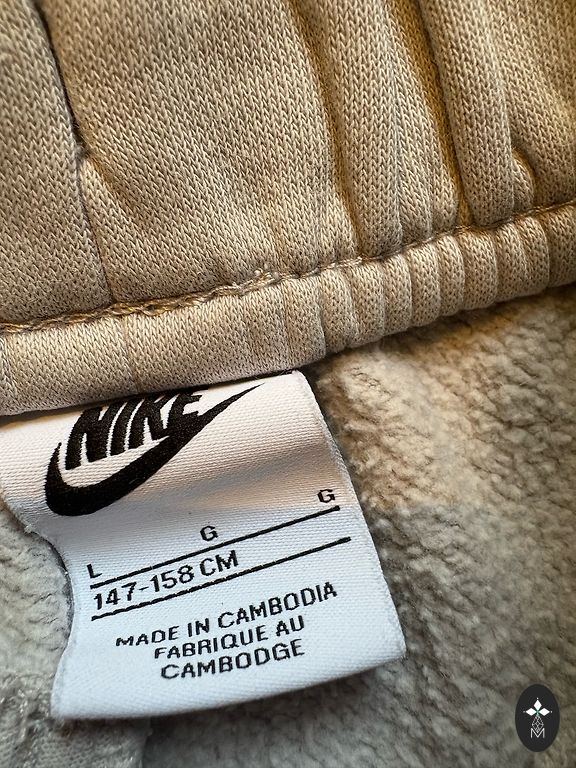 NIKE
L G G
147-158 CM
MADE IN CAMBODIA
FABRIQUE AU
CAMBODGE
M